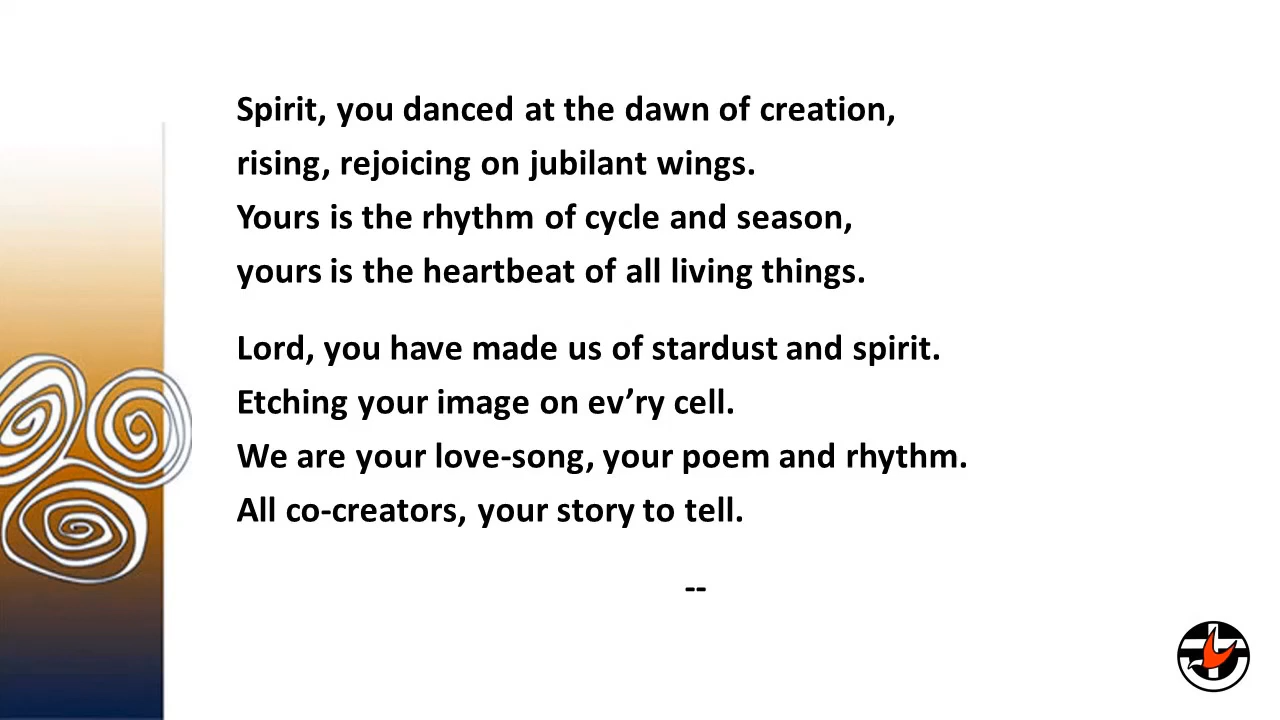 Spirit, you danced at the dawn of creation,
rising, rejoicing on jubilant wings.
Yours is the rhythm of cycle and season,
yours is the heartbeat of all living things.
Lord, you have made us of stardust and spirit.
Etching your image on ev’ry cell.
We are your love-song, your poem and rhythm.
All co-creators, your story to tell.
--